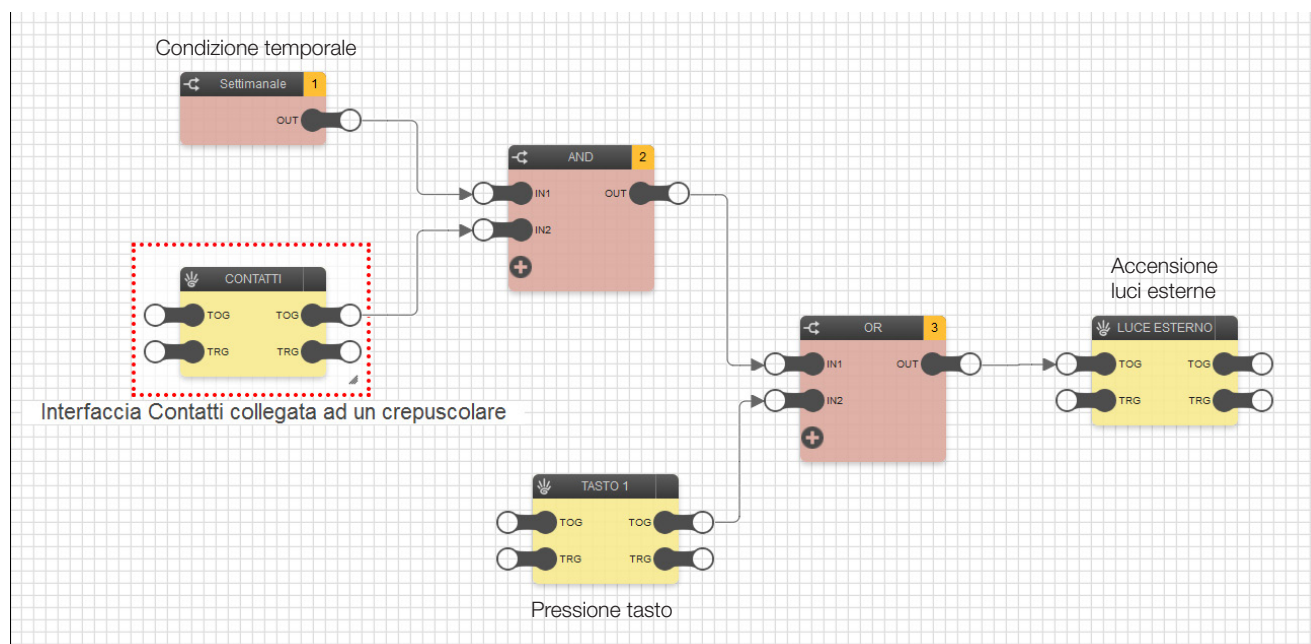 Condizione temporale
Settimanale 1
OUT
AND 2
IN1 OUT
IN2
CONTATTI
TOG TOG
TRG TRG
Interfaccia Contatti collegata ad un crepuscolare
Accensione
luci esterne
OR 3
IN1 OUT
IN2
LUCE ESTERNO
TOG TOG
TRG TRG
TASTO 1
TOG TOG
TRG TRG
Pressione tasto